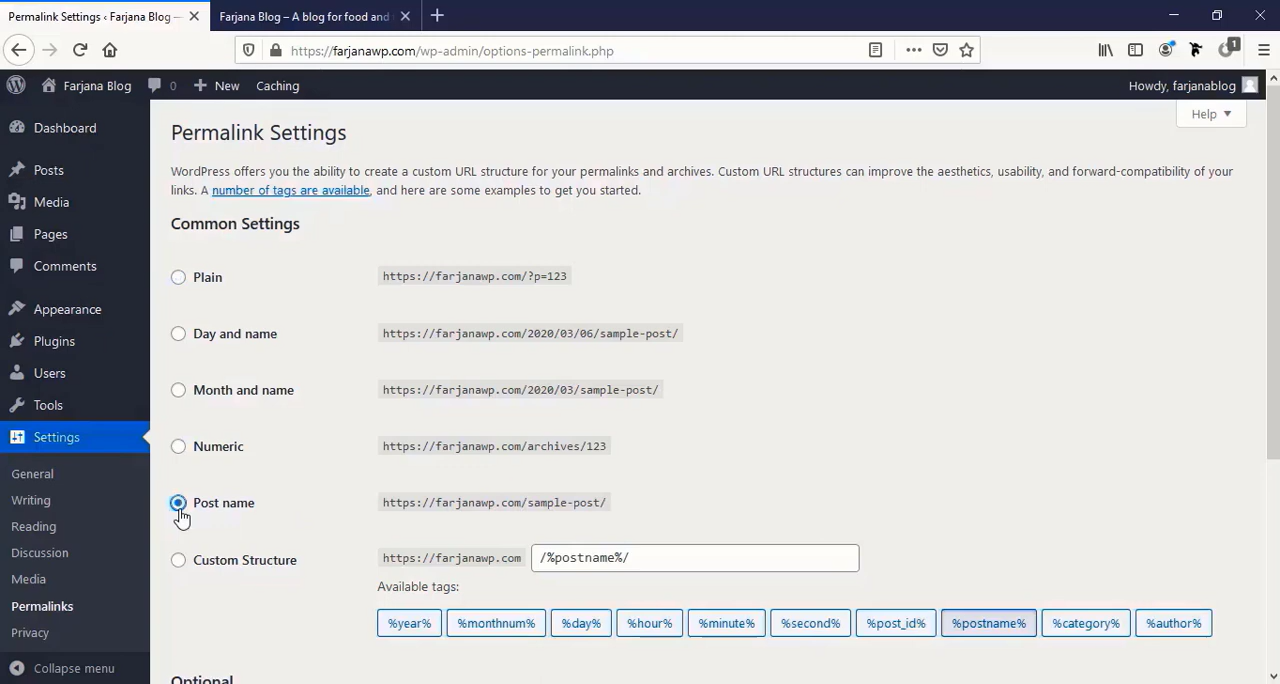 Permalink Settings ‹ Farjana Blog —
Farjana Blog – A blog for food and
https://farjanawp.com/wp-admin/options-permalink.php
1
Farjana Blog
0
New
Caching
Howdy, farjanablog
Help
Dashboard
Posts
Media
Pages
Comments
Appearance
Plugins
Users
Tools
Settings
General
Writing
Reading
Discussion
Media
Permalinks
Privacy
Collapse menu
Permalink Settings
WordPress offers you the ability to create a custom URL structure for your permalinks and archives. Custom URL structures can improve the aesthetics, usability, and forward-compatibility of your
links. A number of tags are available, and here are some examples to get you started.
Common Settings
Plain https://farjanawp.com/?p=123
Day and name https://farjanawp.com/2020/03/06/sample-post/
Month and name https://farjanawp.com/2020/03/sample-post/
Numeric https://farjanawp.com/archives/123
Post name https://farjanawp.com/sample-post/
Custom Structure https://farjanawp.com /%postname%/
Available tags:
%year% %monthnum% %day% %hour% %minute% %second% %post_id% %postname% %category% %author%
Optional